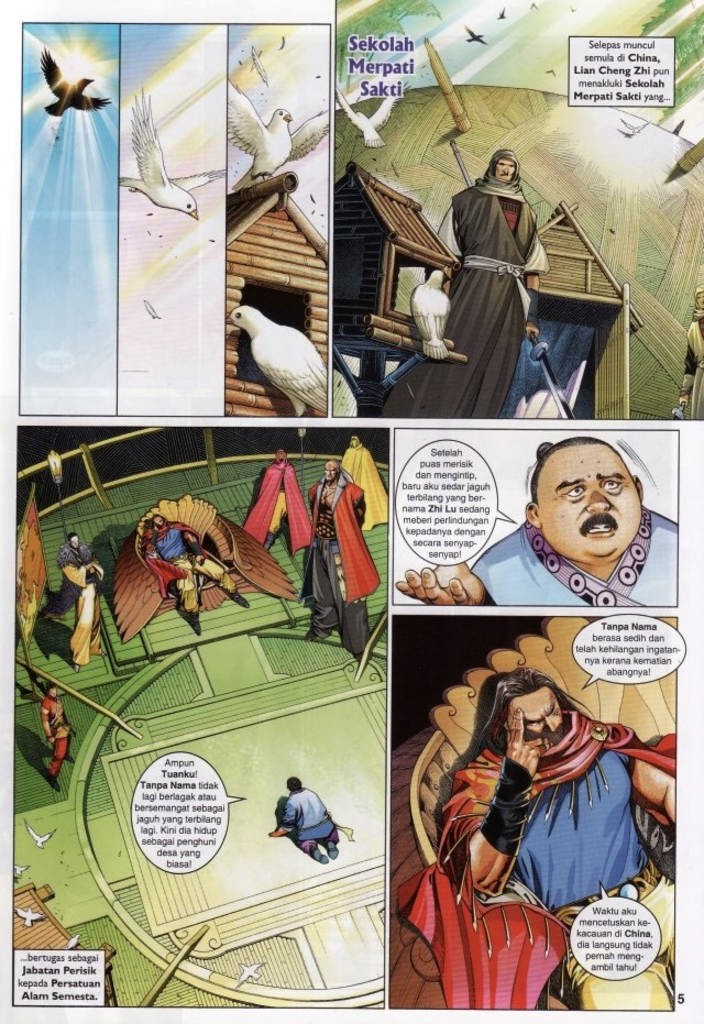 Sekolah
Merpati
Sakti
Selepas muncul
semula di China,
Lian Cheng Zhi pun
menakluki Sekolah
Merpati Sakti yang...
Ampun
Tuanku!
Tanpa Nama tidak
lagi berlagak atau
bersemangat sebagai
jaguh yang terbilang
lagi. Kini dia hidup
sebagai penghuni
desa yang
biasa!
...bertugas sebagai
Jabatan Perisik
kepada Persatuan
Alam Semesta.
Setelah
puas merisik
dan mengintip,
baru aku sedar jaguh
terbilang yang ber-
nama Zhi Lu sedang
meberi perlindungan
kepadanya dengan
secara senyap-
senyap!
Tanpa Nama
berasa sedih dan
telah kehilangan ingatan-
nya kerana kematian
abangnya!
Waktu aku
mencetuskan ke-
kacauan di China,
dia langsung tidak
pernah meng-
ambil tahu!
5